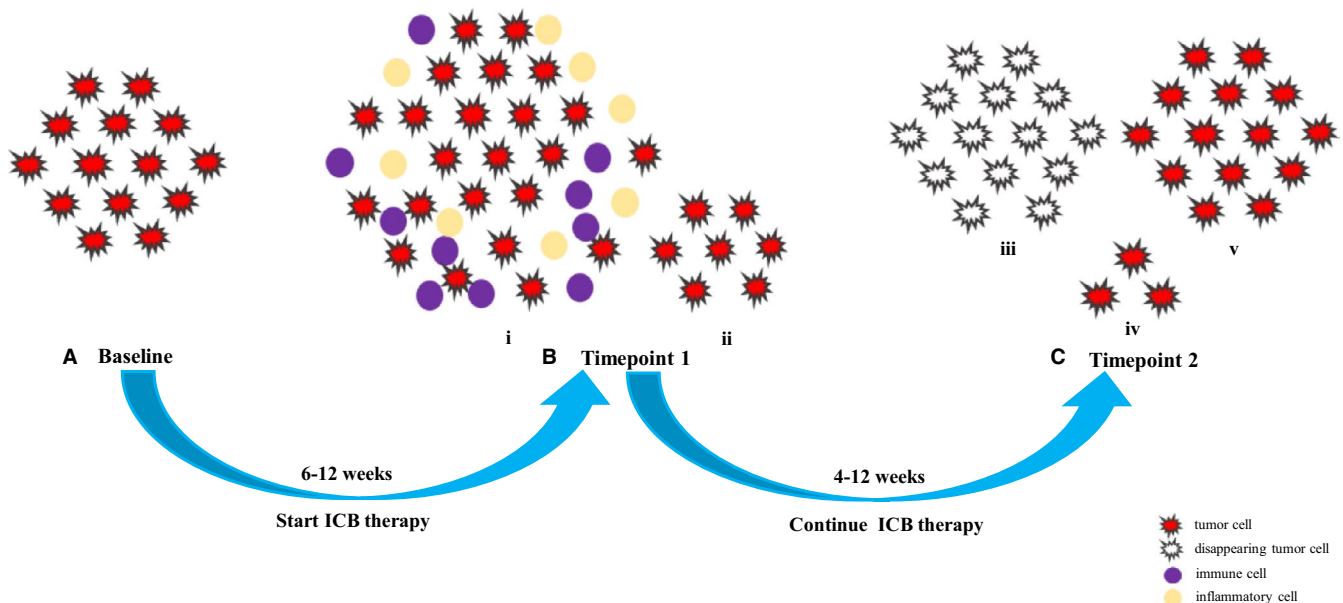 iii
v
iv
i
ii
A Baseline
B Timepoint 1
C Timepoint 2
6-12 weeks
Start ICB therapy
4-12 weeks
Continue ICB therapy
tumor cell
disappearing tumor cell
immune cell
inflammatory cell